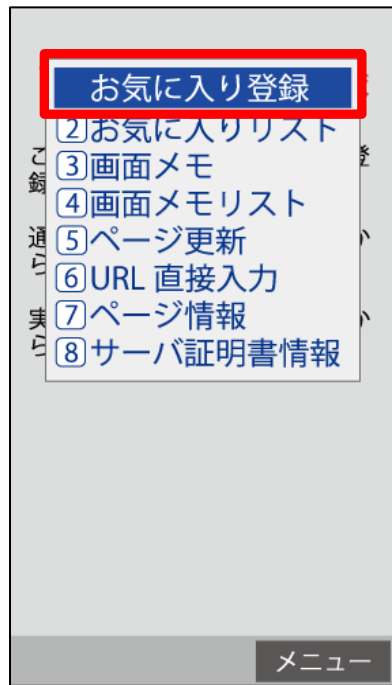 お気に入り登録
2お気に入りリスト
3画面メモ
4画面メモリスト
5ページ更新
6URL 直接入力
7ページ情報
8サーバ証明書情報
メニュー